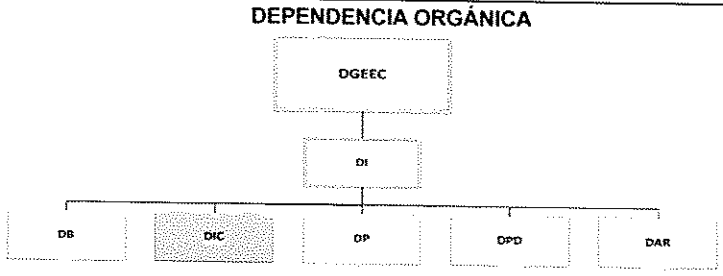 DEPENDENCIA ORGÁNICA
DGEEC
DI
DB DIC DP DPD DAR